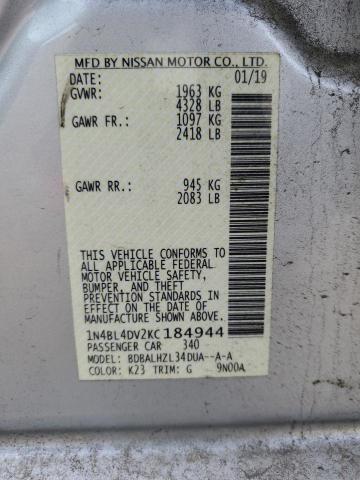 MFD BY NISSAN MOTOR CO., LTD.
DATE: 01/19
GVWR: 1963 KG
4328 LB
GAWR FR: 1097 KG
2418 LB
GAWR RR: 945 KG
2083 LB
THIS VEHICLE CONFORMS TO
ALL APPLICABLE FEDERAL
MOTOR VEHICLE SAFETY,
BUMPER, AND THEFT
PREVENTION STANDARDS IN
EFFECT ON THE DATE OF
MANUFACTURE SHOWN ABOVE.
1N4BL4DV2KC184944
PASSENGER CAR 340
MODEL: BDBALHZL34DUA--A-A
COLOR: K23 TRIM: G 9N00A